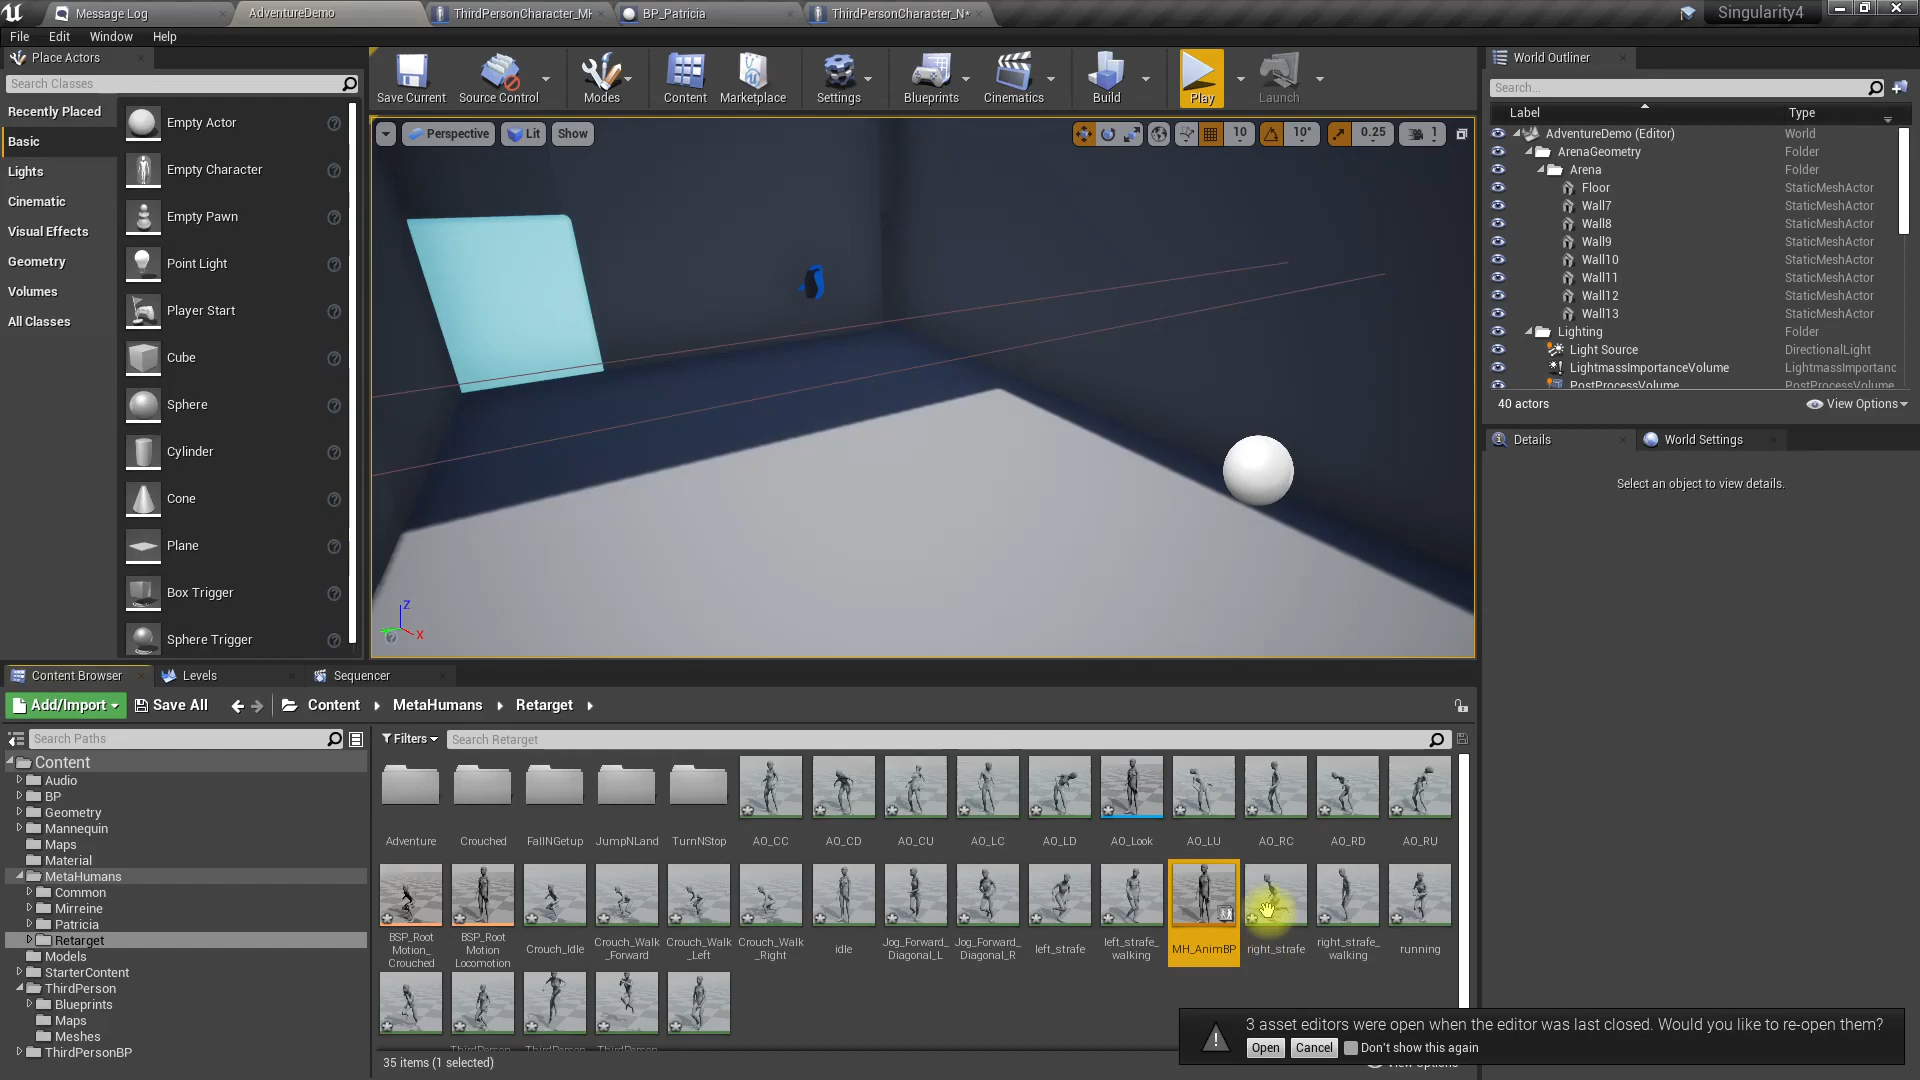 Message Log
AdventureDemo
ThirdPersonCharacter_MH
BP_Patricia
ThirdPersonCharacter_N*
Singularity4
File
Edit
Window
Help
Place Actors
Search Classes
Recently Placed
Basic
Lights
Cinematic
Visual Effects
Geometry
Volumes
All Classes
Empty Actor
Empty Character
Empty Pawn
Point Light
Player Start
Cube
Sphere
Cylinder
Cone
Plane
Box Trigger
Sphere Trigger
Save Current
Source Control
Modes
Content
Marketplace
Settings
Blueprints
Cinematics
Build
Play
Launch
Perspective
Lit
Show
10
10°
0.25
1
Z
X
World Outliner
Search...
Label
Type
AdventureDemo (Editor) World
ArenaGeometry Folder
Arena Folder
Floor StaticMeshActor
Wall7 StaticMeshActor
Wall8 StaticMeshActor
Wall9 StaticMeshActor
Wall10 StaticMeshActor
Wall11 StaticMeshActor
Wall12 StaticMeshActor
Wall13 StaticMeshActor
Lighting Folder
Light Source DirectionalLight
LightmassImportanceVolume LightmassImportanc
PostProcessVolume PostProcessVolume
40 actors
View Options
Details
World Settings
Select an object to view details.
Content Browser
Levels
Sequencer
Add/Import
Save All
Content
MetaHumans
Retarget
Search Paths
Filters
Search Retarget
Content
Audio
BP
Geometry
Mannequin
Maps
Material
MetaHumans
Common
Mirreine
Patricia
Retarget
Models
StarterContent
ThirdPerson
Blueprints
Maps
Meshes
ThirdPersonBP
Adventure
Crouched
FallNGetup
JumpNLand
TurnNStop
AO_CC
AO_CD
AO_CU
AO_LC
AO_LD
AO_Look
AO_LU
AO_RC
AO_RD
AO_RU
BSP_Root
Motion_
Crouched
BSP_Root
Motion
Locomotion
Crouch_Idle
Crouch_Walk
_Forward
Crouch_Walk
_Left
Crouch_Walk
_Right
idle
Jog_Forward_
Diagonal_L
Jog_Forward_
Diagonal_R
left_strafe
left_strafe_
walking
MH_AnimBP
right_strafe
right_strafe_
walking
running
35 items (1 selected)
View Options
3 asset editors were open when the editor was last closed. Would you like to re-open them?
Open
Cancel
Don't show this again